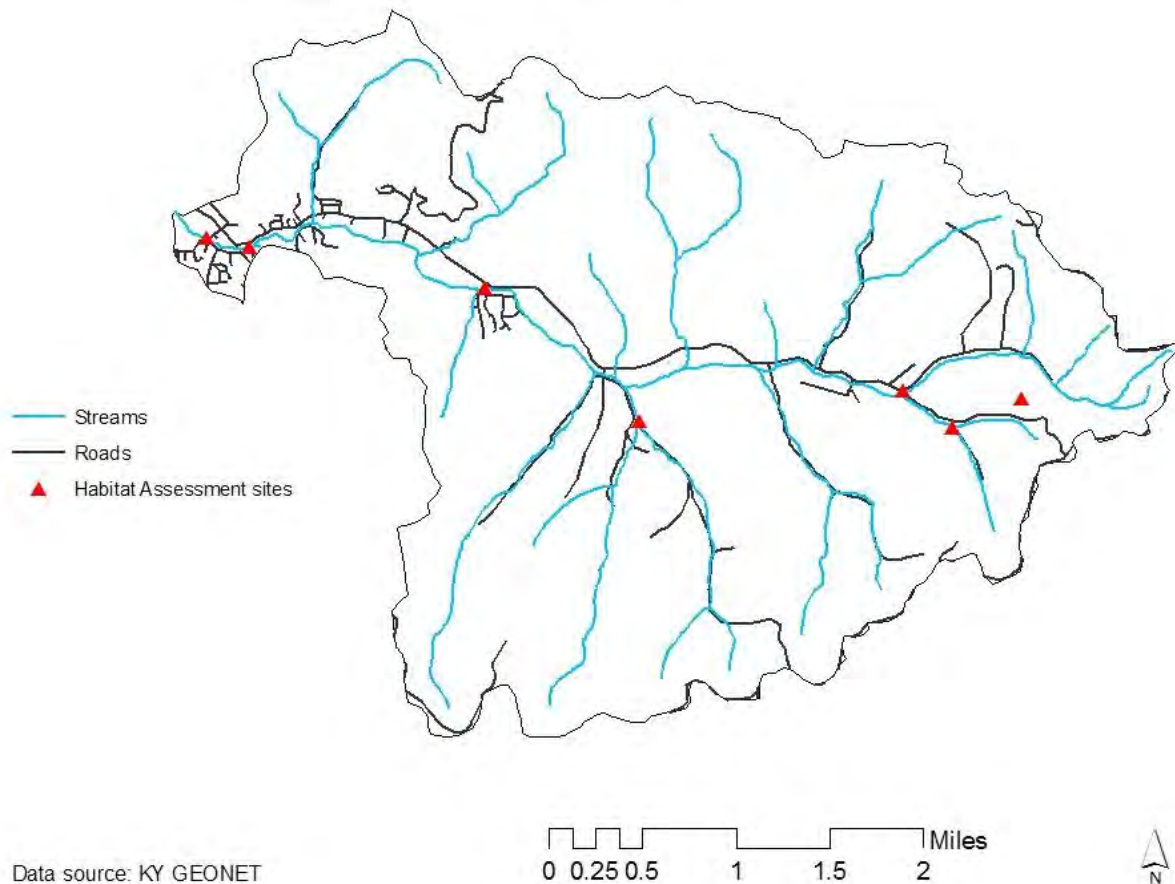 Streams
Roads
Habitat Assessment sites
Miles
0 0.25 0.5 1 1.5 2
Data source: KY GEONET
N